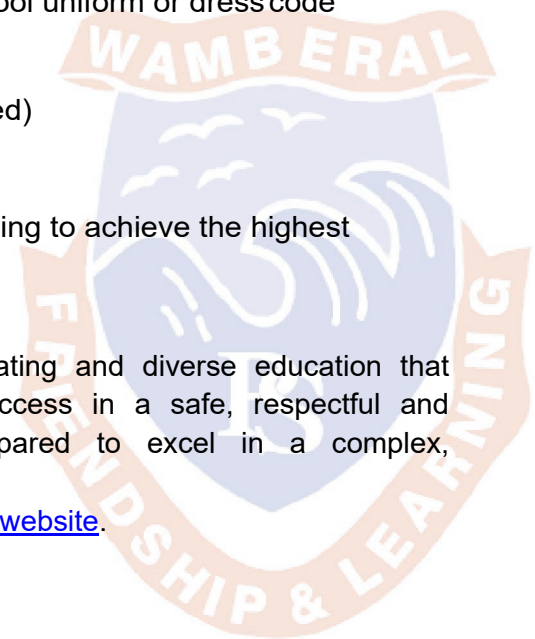 ool uniform or dress code
WAMBERAL
ed)
ing to achieve the highest
FRIENDSHIP & LEARNING
ating and diverse education that
ccess in a safe, respectful and
PS
pared to excel in a complex,
website.